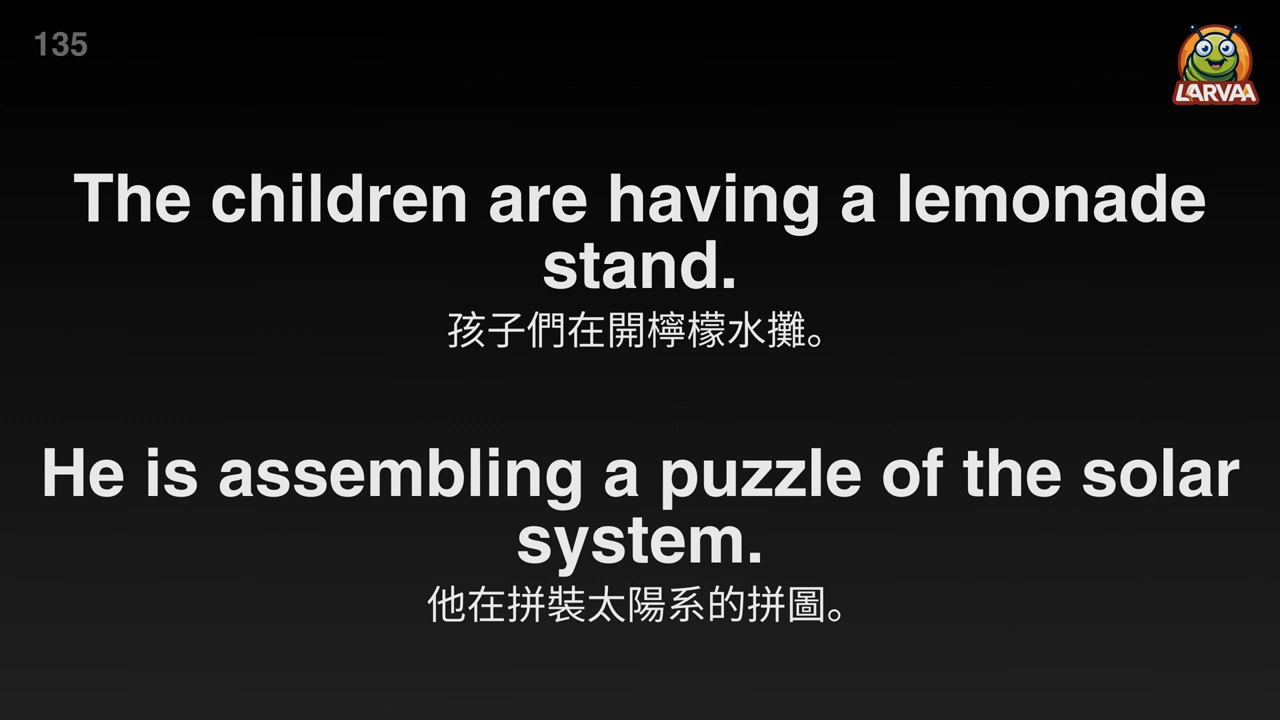 135
LARVAA
The children are having a lemonade
stand.
孩子們在開檸檬水攤。
He is assembling a puzzle of the solar
system.
他在拼裝太陽系的拼圖。